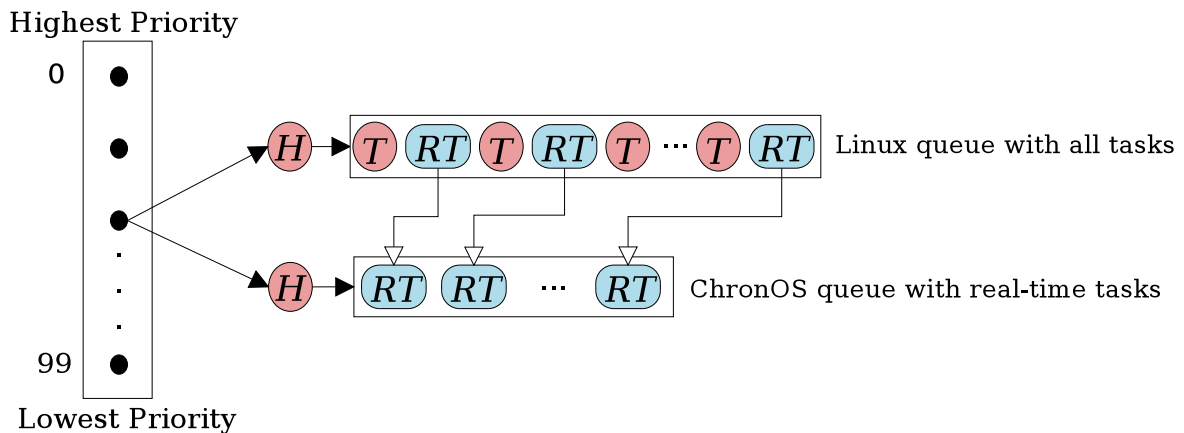 Highest Priority
0
H T RT T RT T ... T RT Linux queue with all tasks
H RT RT ... RT ChronOS queue with real-time tasks
99
Lowest Priority